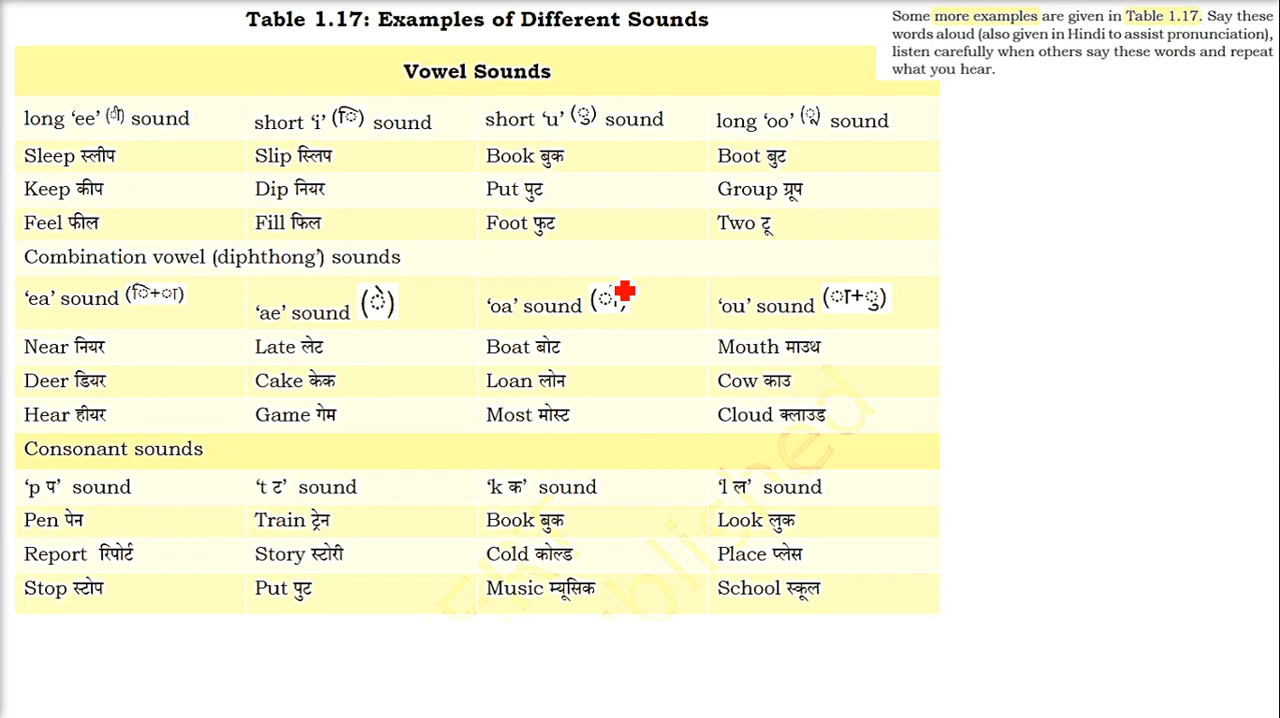 Table 1.17: Examples of Different Sounds
Some more examples are given in Table 1.17. Say these
words aloud (also given in Hindi to assist pronunciation),
listen carefully when others say these words and repeat
what you hear.
Vowel Sounds
long ‘ee’ (ी) sound short ‘i’ (ि) sound short ‘u’ (ु) sound long ‘oo’ (ू) sound
Sleep स्लीप Slip स्लिप Book बुक Boot बुट
Keep कीप Dip नियर Put पुट Group ग्रूप
Feel फील Fill फिल Foot फुट Two टू
Combination vowel (diphthong’) sounds
‘ea’ sound (ि+ा) ‘ae’ sound (े) ‘oa’ sound ‘ou’ sound (ा+ु)
Near नियर Late लेट Boat बोट Mouth माउथ
Deer डियर Cake केक Loan लोन Cow काउ
Hear हीयर Game गेम Most मोस्ट Cloud क्लाउड
Consonant sounds
‘p प’ sound ‘t ट’ sound ‘k क’ sound ‘l ल’ sound
Pen पेन Train ट्रेन Book बुक Look लुक
Report रिपोर्ट Story स्टोरी Cold कोल्ड Place प्लेस
Stop स्टोप Put पुट Music म्यूसिक School स्कूल